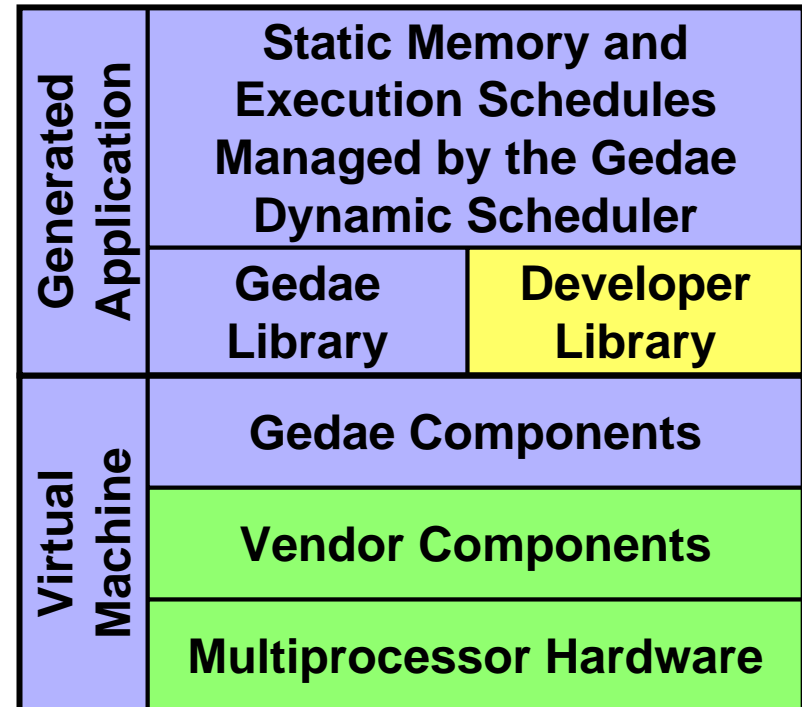 Generated
Application
Static Memory and
Execution Schedules
Managed by the Gedae
Dynamic Scheduler
Gedae
Library
Developer
Library
Virtual
Machine
Gedae Components
Vendor Components
Multiprocessor Hardware